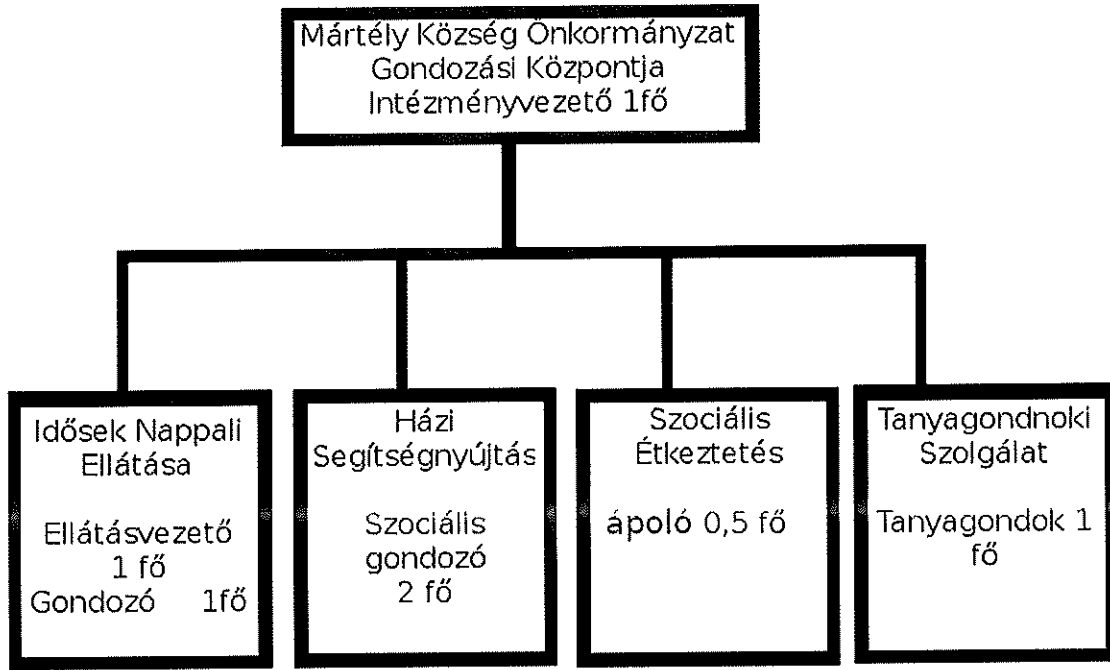 Mártély Község Önkormányzat
Gondozási Központja
Intézményvezető 1fő
Idősek Nappali
Ellátása
Ellátásvezető
1 fő
Gondozó 1fő
Házi
Segítségnyújtás
Szociális
gondozó
2 fő
Szociális
Étkeztetés
ápoló 0,5 fő
Tanyagondnoki
Szolgálat
Tanyagondok 1
fő